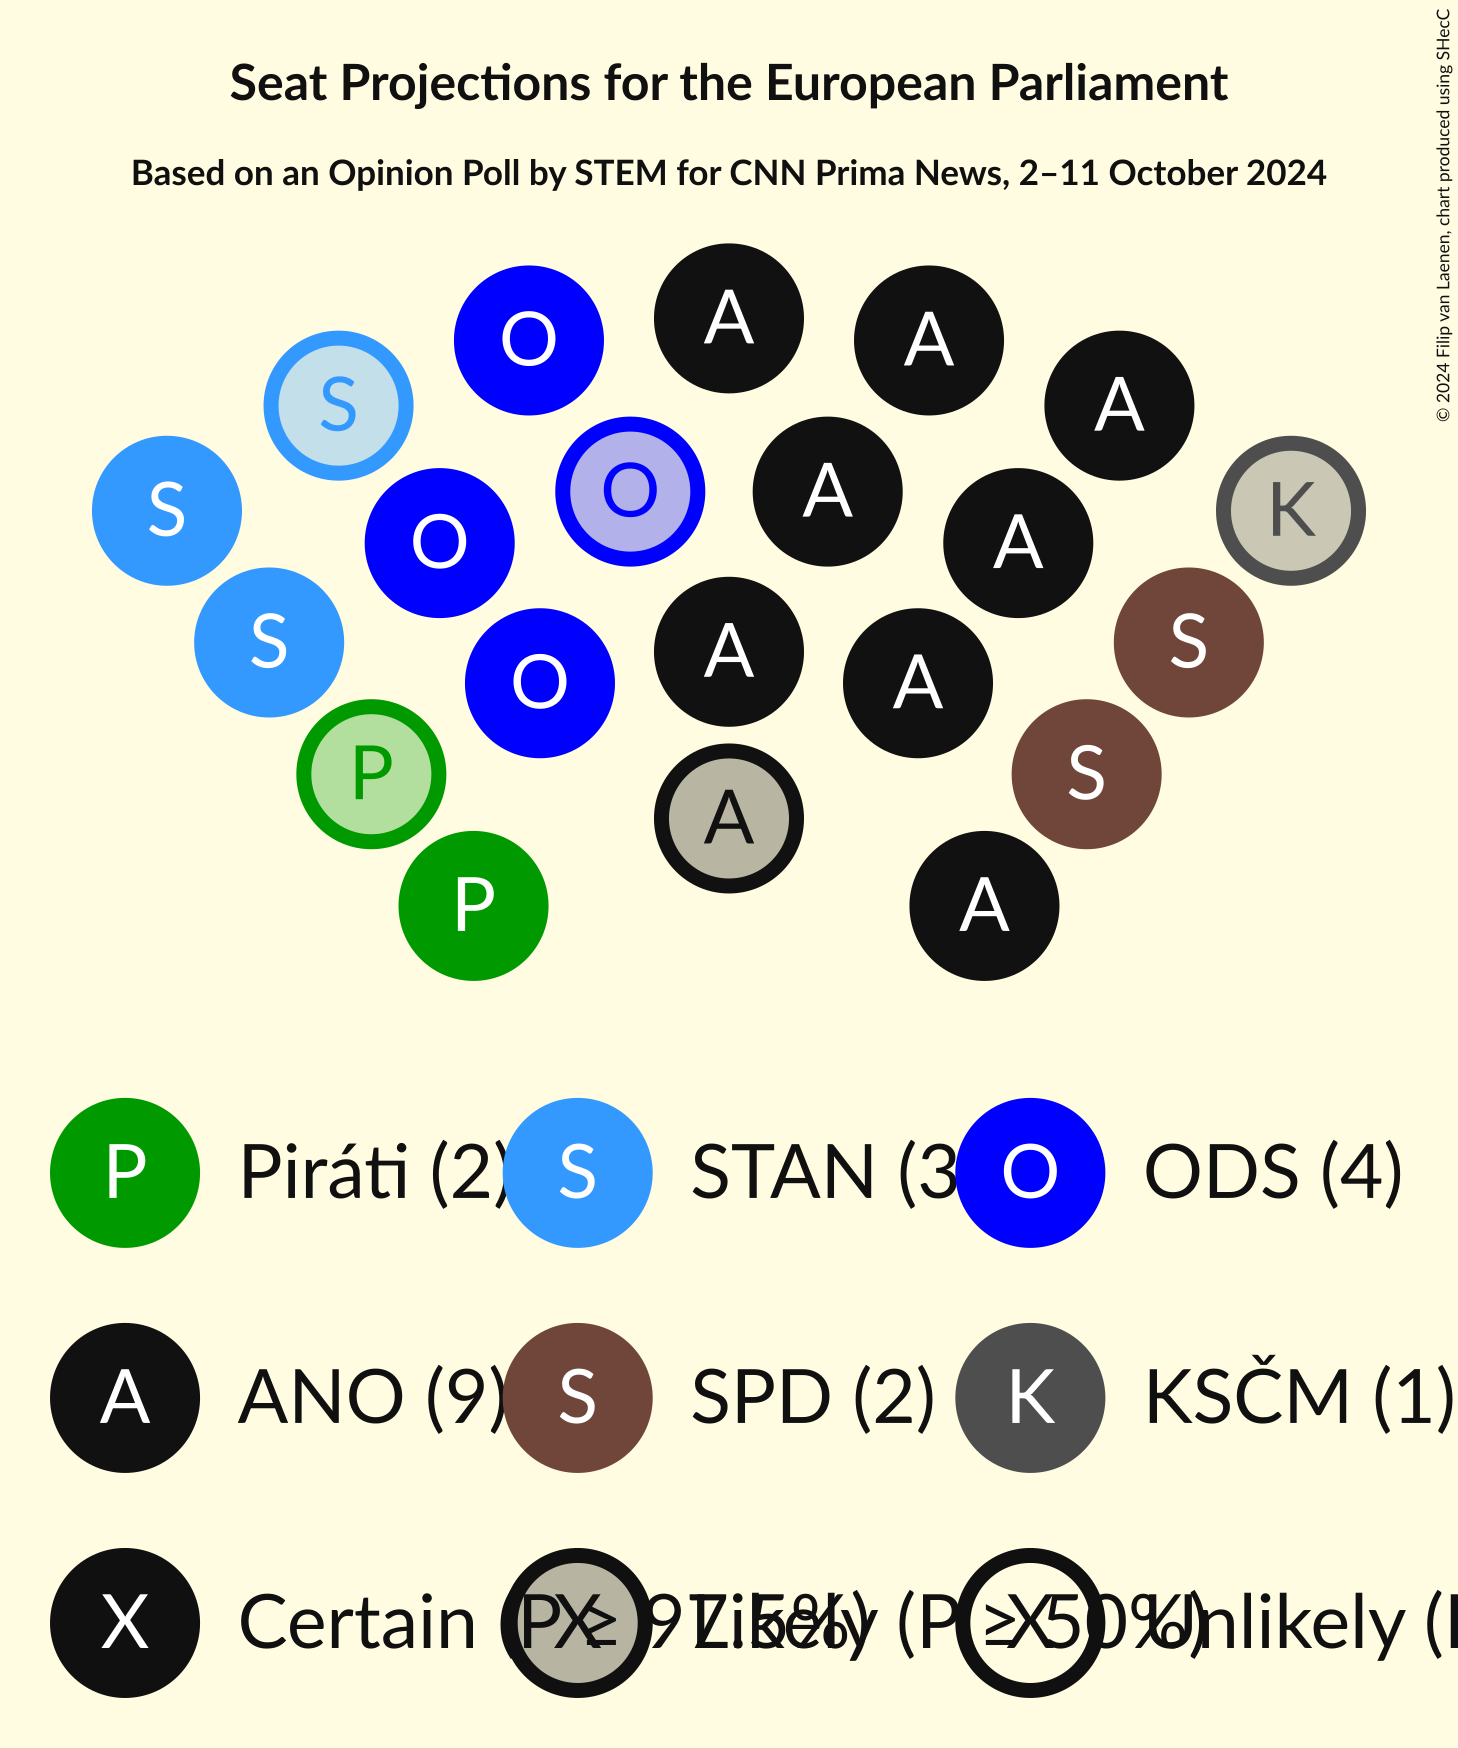 Seat Projections for the European Parliament
Based on an Opinion Poll by STEM for CNN Prima News, 2–11 October 2024
© 2024 Filip van Laenen, chart produced using SHecC
A
O A
S A
O A
S K
O A
S S
A
O A
P S
A
P A
P Piráti (2) S STAN (3 O ODS (4)
A ANO (9) S SPD (2) K KSČM (1)
X Certain (P ≥ 97.5%) X Likely (P ≥ 50%) X Unlikely (